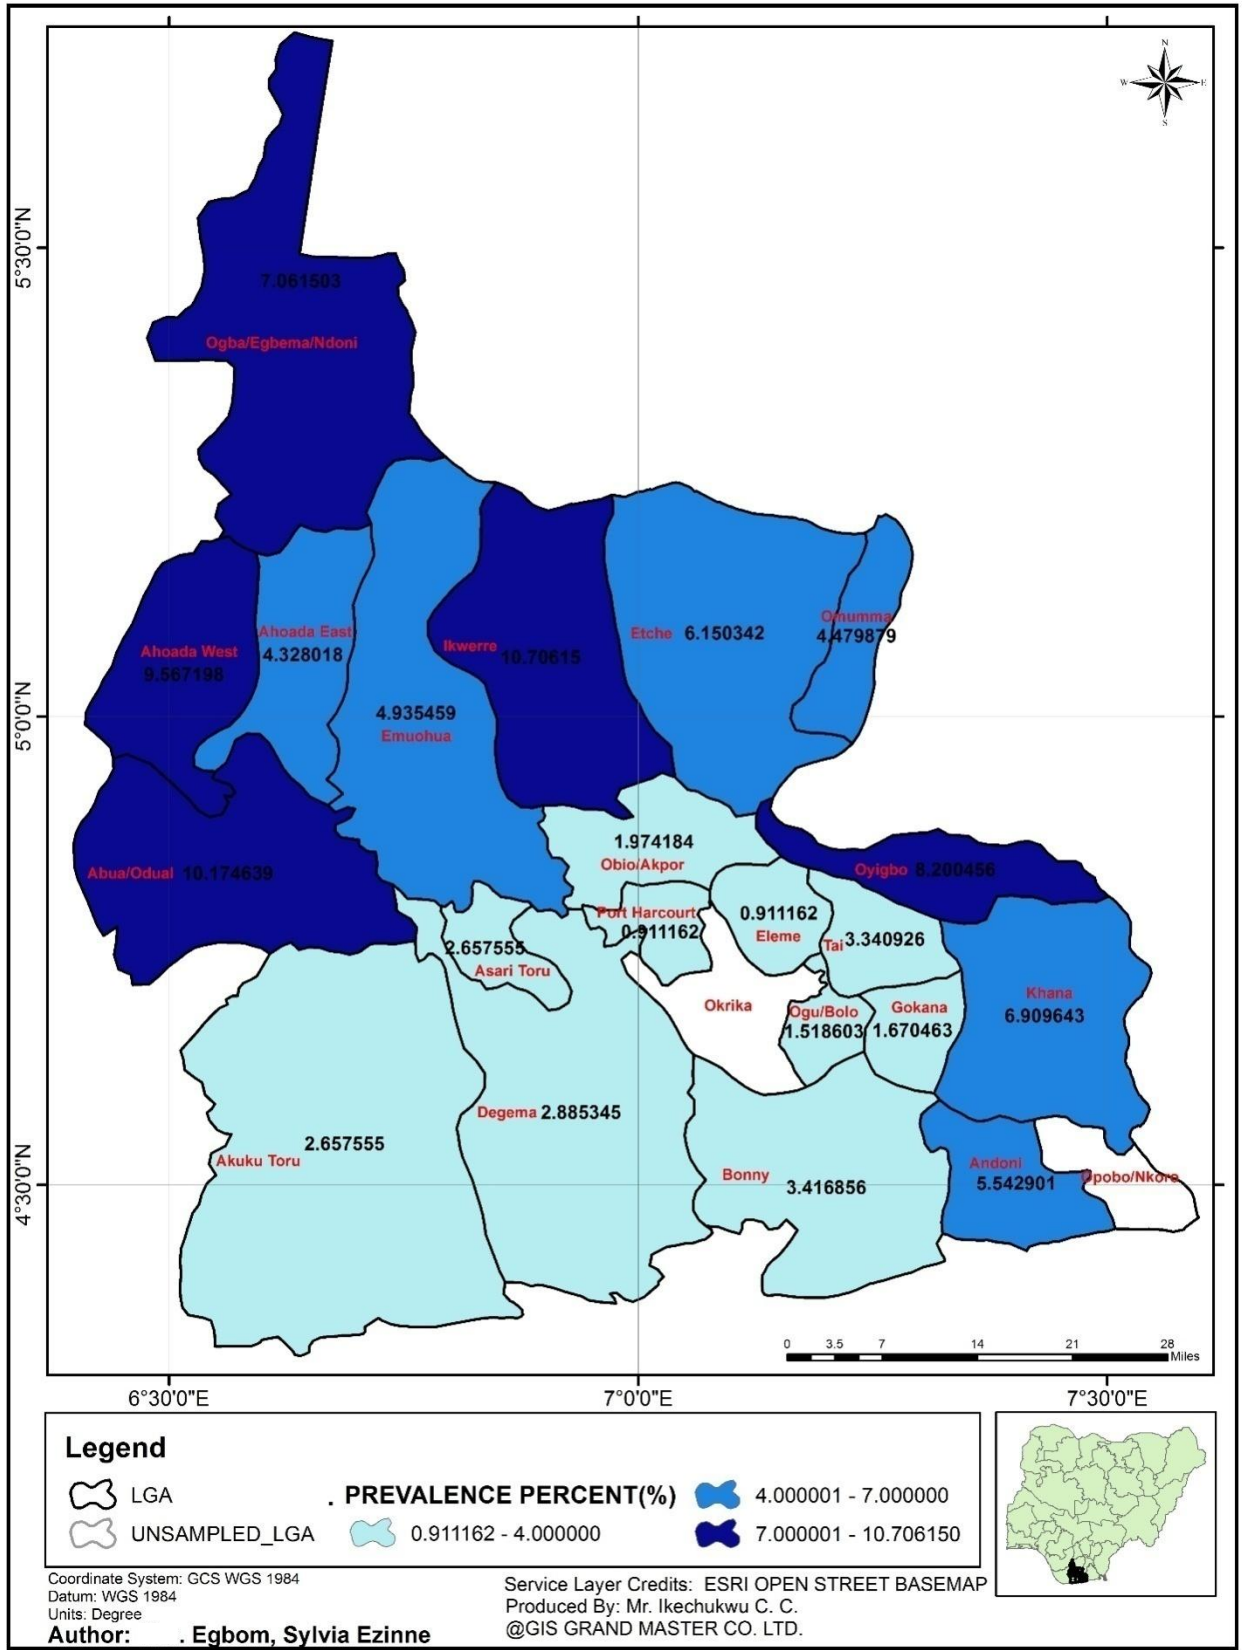 N
W E
S
5°30'0"N
7.061503
Ogba/Egbema/Ndoni
Ahoada West
9.567198
Ahoada East
4.328018
4.935459
Emuohua
Ikwerre
10.70615
Etche 6.150342
Omumma
4.479879
5°0'0"N
Abua/Odual 10.174639
1.974184
Obio/Akpor
Oyigbo 8.200456
Port Harcourt
0.911162
0.911162
Eleme
Tai 3.340926
2.657555
Asari Toru
Okrika
Ogu/Bolo
1.518603
Gokana
1.670463
Khana
6.909643
Degema 2.885345
2.657555
Akuku Toru
Bonny
3.416856
Andoni
5.542901
Opobo/Nkoro
4°30'0"N
0 3.5 7 14 21 28
Miles
6°30'0"E 7°0'0"E 7°30'0"E
Legend
LGA
UNSAMPLED_LGA
. PREVALENCE PERCENT(%)
0.911162 - 4.000000
4.000001 - 7.000000
7.000001 - 10.706150
Coordinate System: GCS WGS 1984
Datum: WGS 1984
Units: Degree
Author: . Egbom, Sylvia Ezinne
Service Layer Credits: ESRI OPEN STREET BASEMAP
Produced By: Mr. Ikechukwu C. C.
@GIS GRAND MASTER CO. LTD.